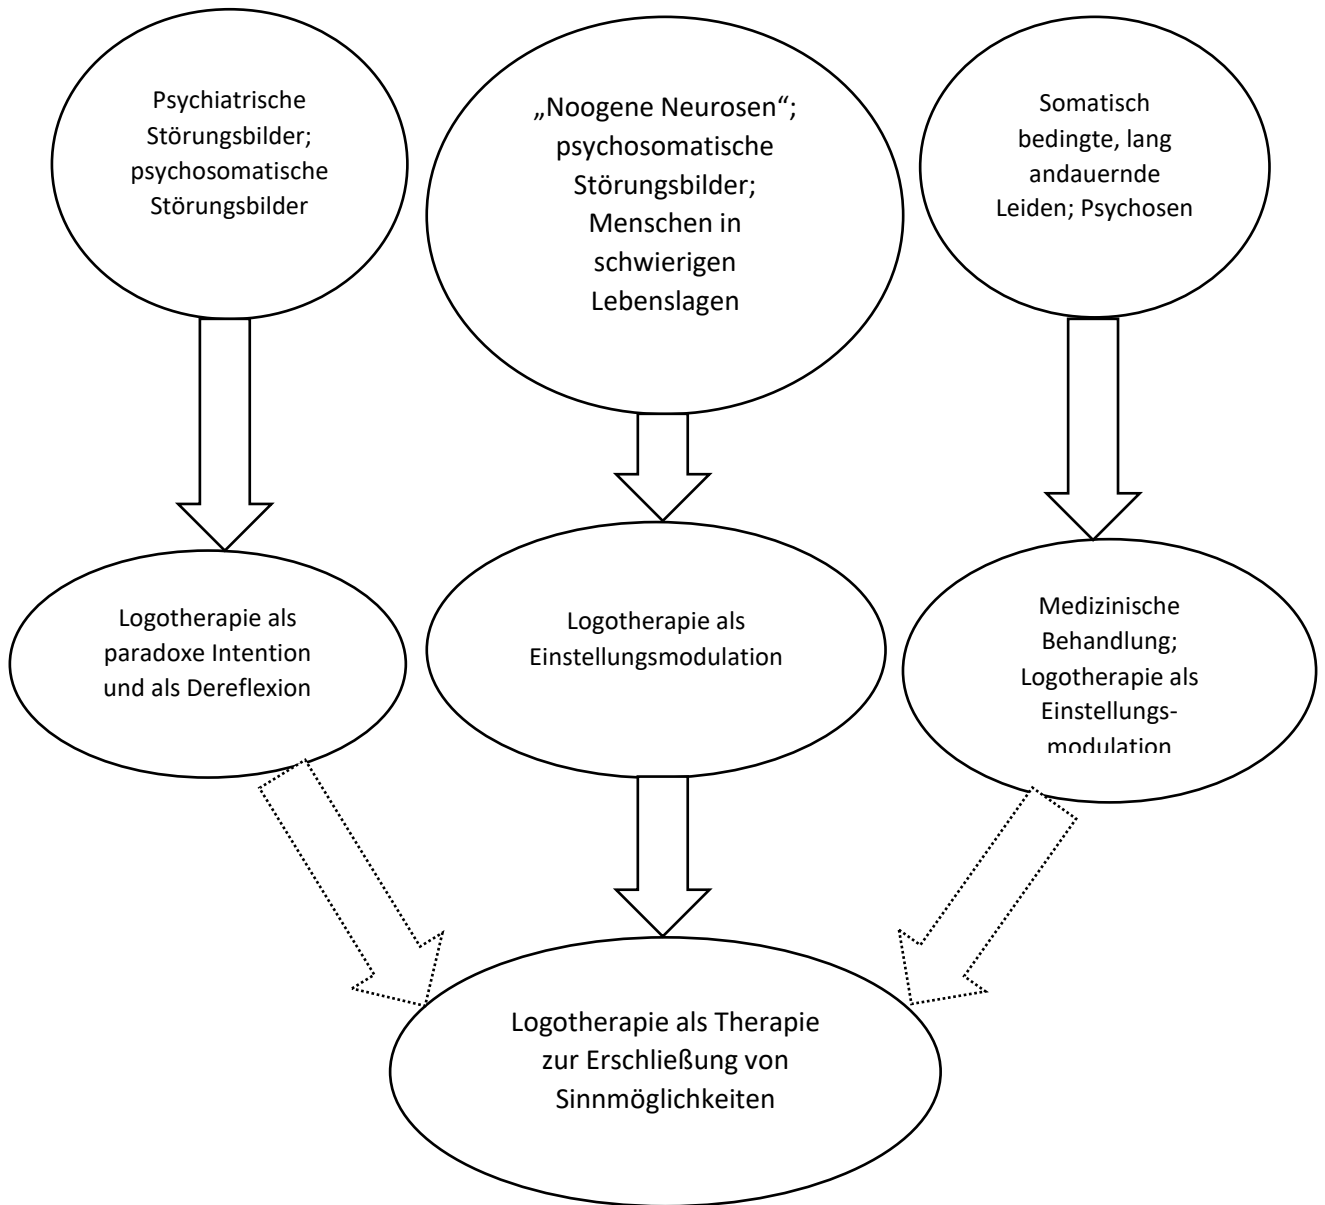 Psychiatrische
Störungsbilder;
psychosomatische
Störungsbilder
„Noogene Neurosen“;
psychosomatische
Störungsbilder;
Menschen in
schwierigen
Lebenslagen
Somatisch
bedingte, lang
andauernde
Leiden; Psychosen
Logotherapie als
paradoxe Intention
und als Dereflexion
Logotherapie als
Einstellungsmodulation
Medizinische
Behandlung;
Logotherapie als
Einstellungs-
modulation
Logotherapie als Therapie
zur Erschließung von
Sinnmöglichkeiten